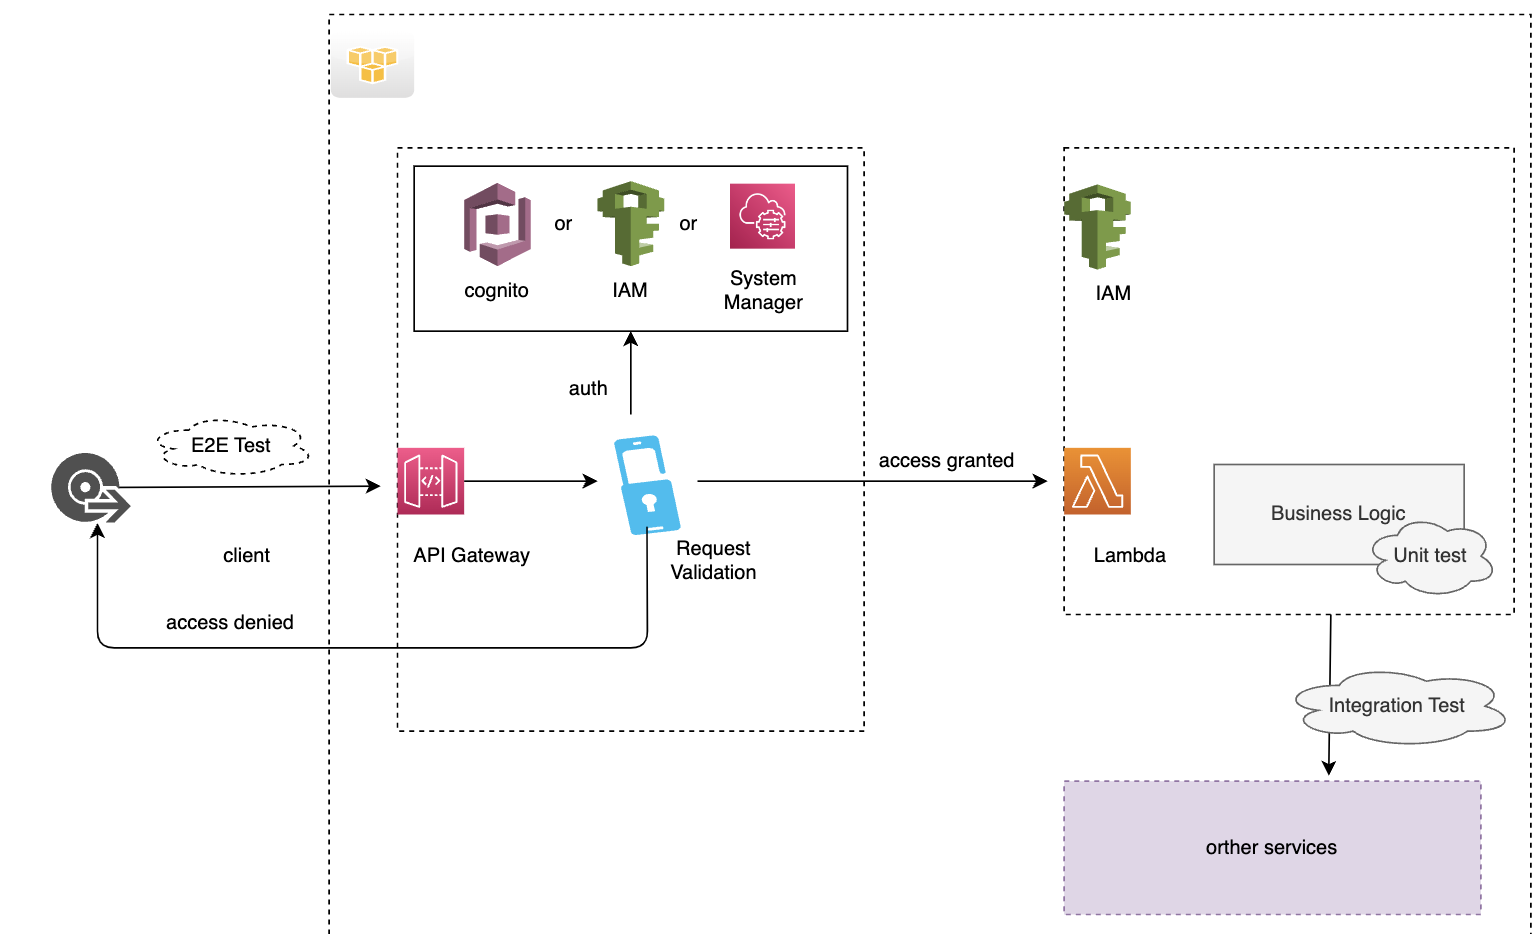 cognito
or
IAM
or
System
Manager
IAM
auth
E2E Test
access granted
</>
client
API Gateway
Request
Validation
Lambda
Business Logic
Unit test
access denied
Integration Test
orther services